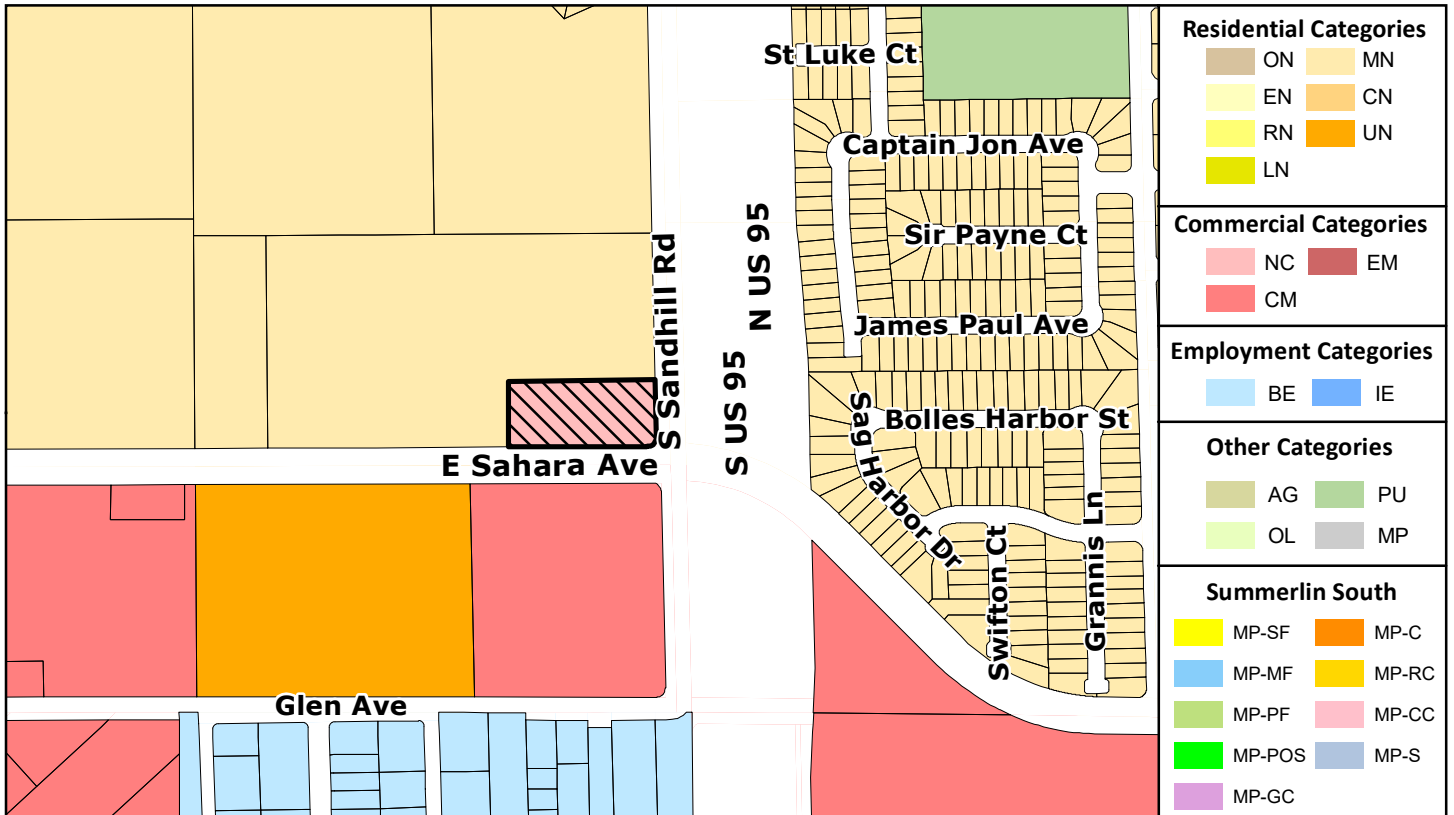 St Luke Ct
Captain Jon Ave
Sir Payne Ct
James Paul Ave
Bolles Harbor St
Sag Harbor Dr
Swifton Ct
Grannis Ln
N US 95
S US 95
S Sandhill Rd
E Sahara Ave
Glen Ave
Residential Categories
ON MN
EN CN
RN UN
LN
Commercial Categories
NC EM
CM
Employment Categories
BE IE
Other Categories
AG PU
OL MP
Summerlin South
MP-SF MP-C
MP-MF MP-RC
MP-PF MP-CC
MP-POS MP-S
MP-GC